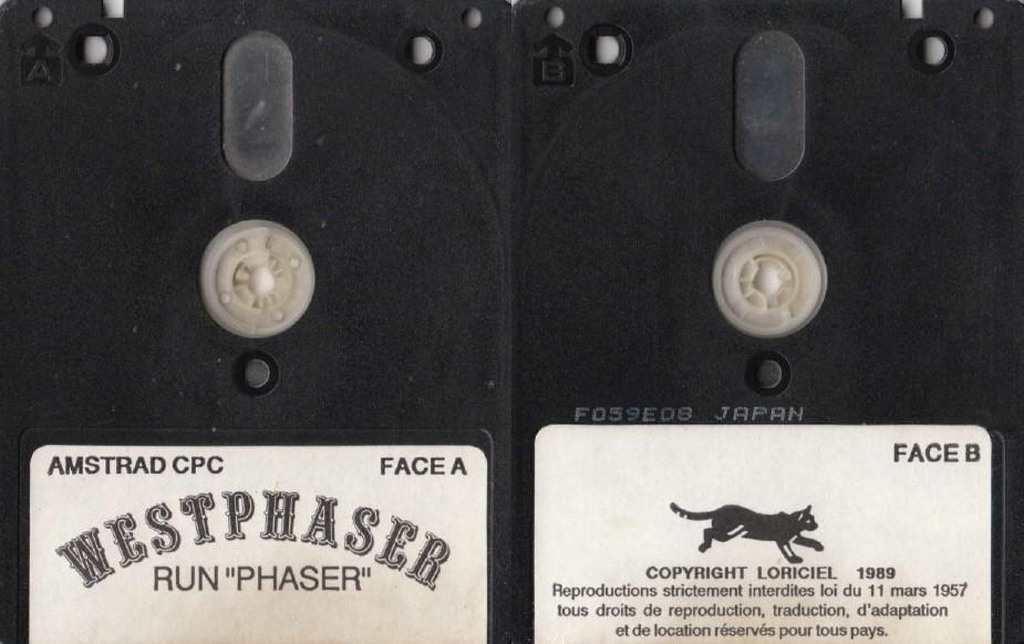 A
AMSTRAD CPC FACE A
WESTPHASER
RUN "PHASER"
B
F059E08 JAPAN
FACE B
COPYRIGHT LORICIEL 1989
Reproductions strictement interdites loi du 11 mars 1957
tous droits de reproduction, traduction, d'adaptation
et de location réservés pour tous pays.